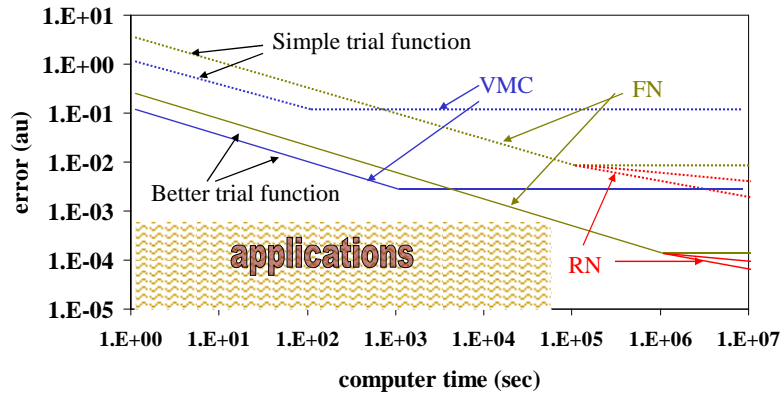 1.E+01
1.E+00
1.E-01
1.E-02
1.E-03
1.E-04
1.E-05
error (au)
Simple trial function
VMC
FN
Better trial function
applications
RN
1.E+00 1.E+01 1.E+02 1.E+03 1.E+04 1.E+05 1.E+06 1.E+07
computer time (sec)